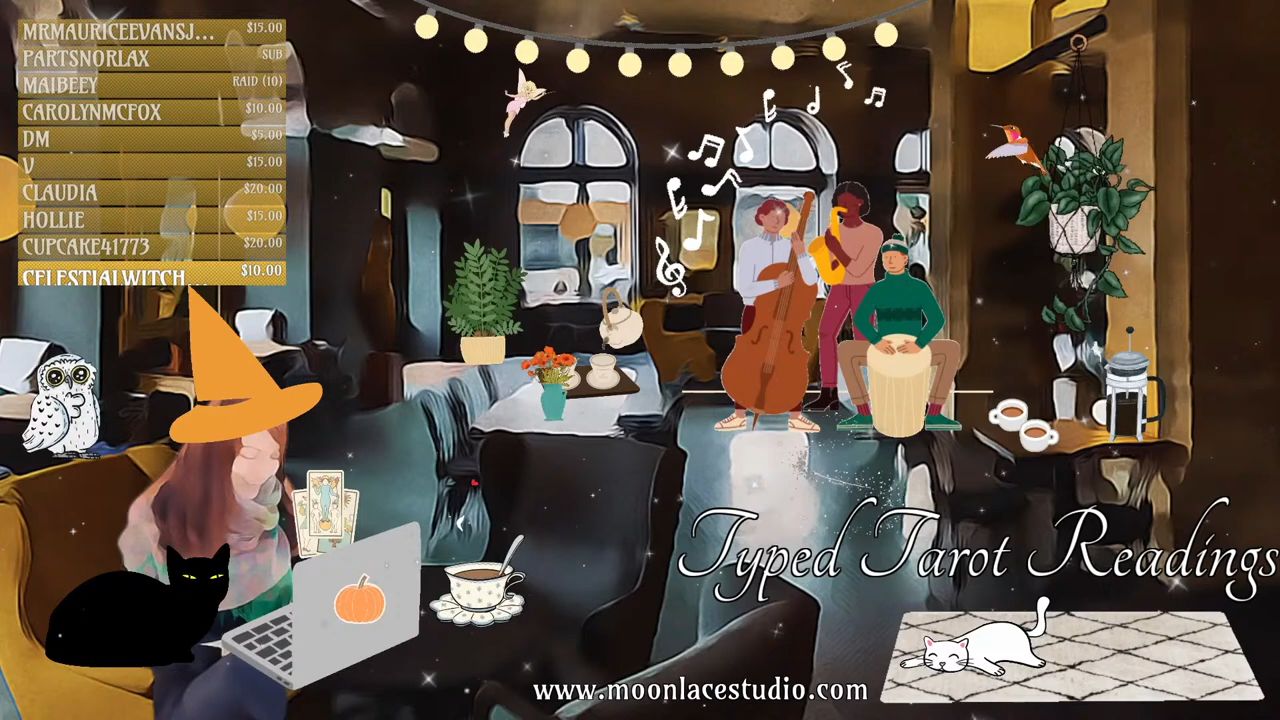 MRMAURICEEVANSJ... $15.00
PARTSNORLAX SUB
MAIBEEY RAID (10)
CAROLYNMCFOX $10.00
DM $5.00
V $15.00
CLAUDIA $20.00
HOLLIE $15.00
CUPCAKE41773 $20.00
CELESTIALWITCH... $10.00
Typed Tarot Readings
www.moonlacestudio.com